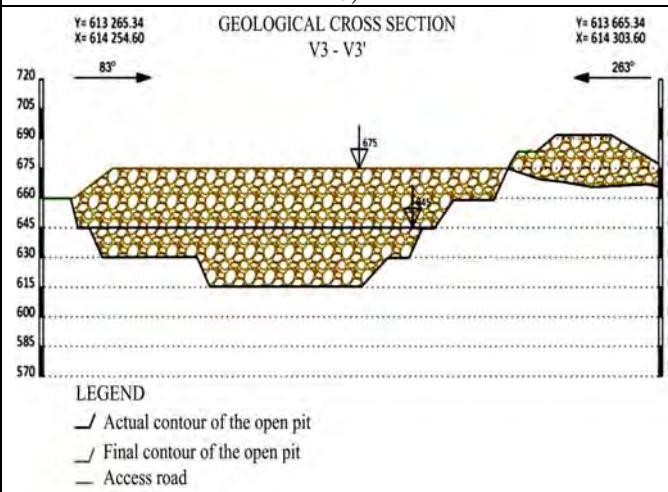 Y= 613 265.34
X= 614 254.60
GEOLOGICAL CROSS SECTION
V3 - V3'
Y= 613 665.34
X= 614 303.60
83°
263°
720
705
690
675
660
645
630
615
600
585
570
675
645
LEGEND
Actual contour of the open pit
Final contour of the open pit
Access road